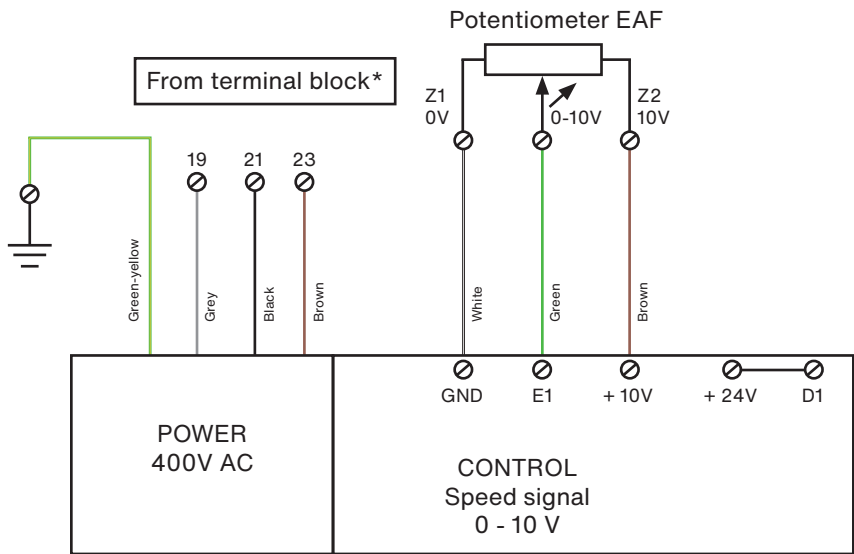 Potentiometer EAF
From terminal block*
Z1
0V
0-10V
Z2
10V
19
21
23
Green-yellow
Grey
Black
Brown
White
Green
Brown
GND
E1
+ 10V
+ 24V
D1
POWER
400V AC
CONTROL
Speed signal
0 - 10 V